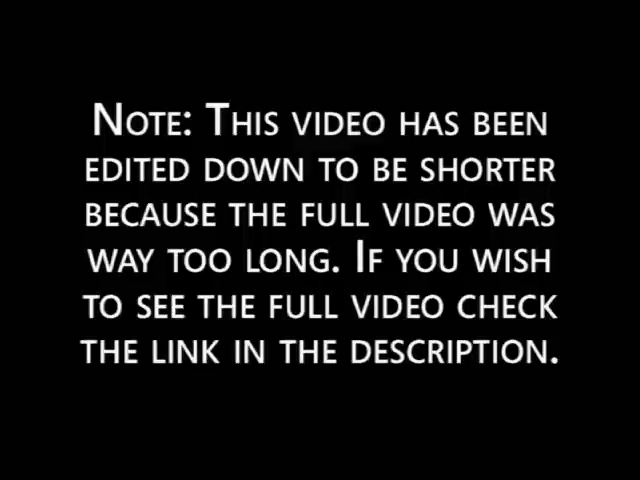 Note: This video has been
edited down to be shorter
because the full video was
way too long. If you wish
to see the full video check
the link in the description.